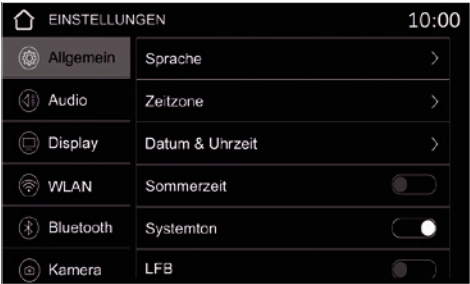 EINSTELLUNGEN 10:00
Allgemein
Audio
Display
WLAN
Bluetooth
Kamera
Sprache
Zeitzone
Datum & Uhrzeit
Sommerzeit
Systemton
LFB